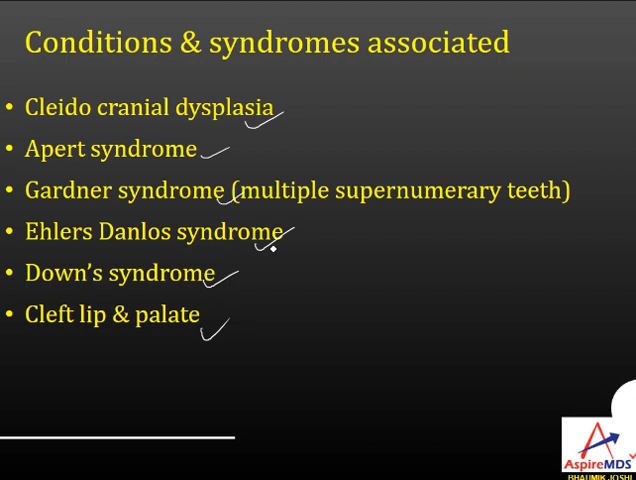 Conditions & syndromes associated
• Cleido cranial dysplasia
• Apert syndrome
• Gardner syndrome (multiple supernumerary teeth)
• Ehlers Danlos syndrome
• Down's syndrome
• Cleft lip & palate
AspireMDS
BHAUMIK JOSHI